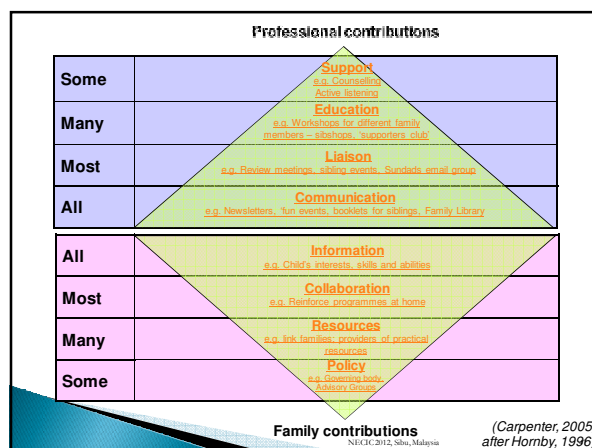 Professional contributions
Some
Support
e.g. Counselling
Active listening
Many
Education
e.g. Workshops for different family
members – sibshops, 'supporters club'
Most
Liaison
e.g. Review meetings, sibling events, Sundads email group
All
Communication
e.g. Newsletters, 'fun events, booklets for siblings, Family Library
All
Information
e.g. Child's interests, skills and abilities
Most
Collaboration
e.g. Reinforce programmes at home
Many
Resources
e.g. link families; providers of practical
resources
Some
Policy
e.g. Governing body,
Advisory Groups
Family contributions
NECIC2012, Sibu, Malaysia
(Carpenter, 2005
after Hornby, 1996